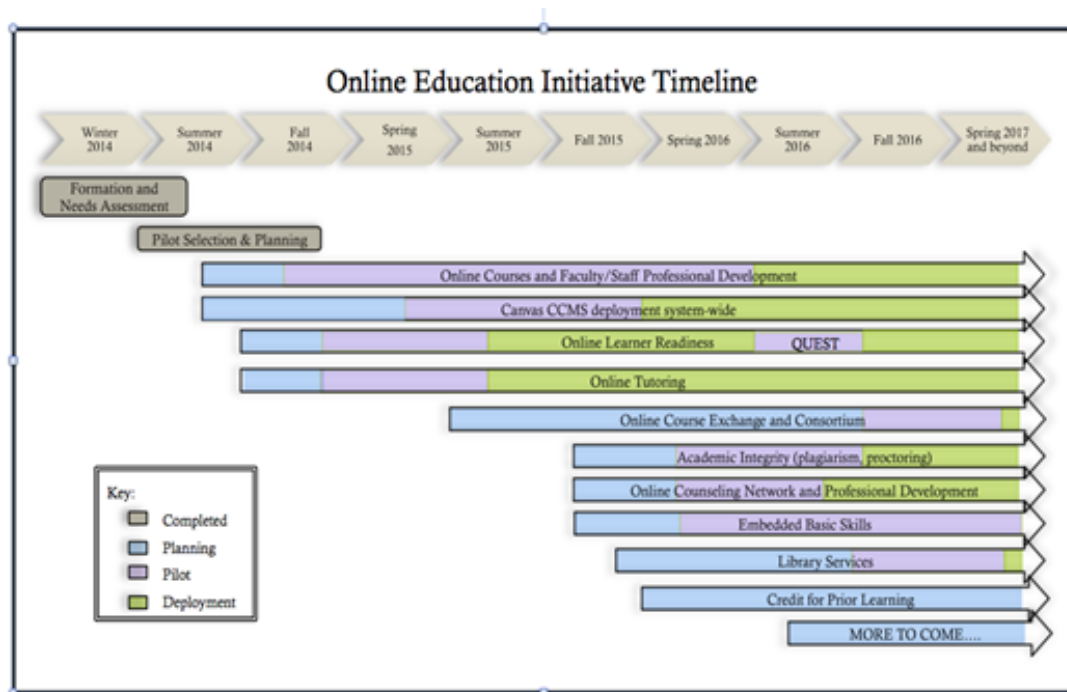 Online Education Initiative Timeline
Winter
2014
Summer
2014
Fall
2014
Spring
2015
Summer
2015
Fall 2015
Spring 2016
Summer
2016
Fall 2016
Spring 2017
and beyond
Formation and
Needs Assessment
Pilot Selection & Planning
Online Courses and Faculty/Staff Professional Development
Canvas CCMS deployment system-wide
Online Learner Readiness QUEST
Online Tutoring
Online Course Exchange and Consortium
Academic Integrity (plagiarism, proctoring)
Online Counseling Network and Professional Development
Embedded Basic Skills
Library Services
Credit for Prior Learning
MORE TO COME....
Key:
Completed
Planning
Pilot
Deployment